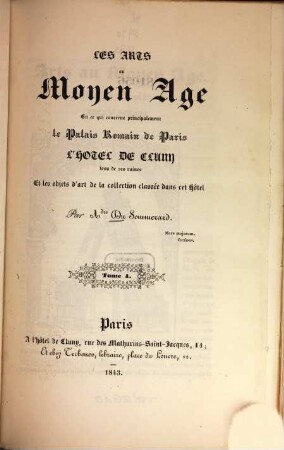 LES ARTS
au
Moyen Age
En ce qui concerne principalement
le Palais Romain de Paris
L'HOTEL DE CLUNY
issu de ses ruines
Et les objets d'art de la collection classée dans cet hôtel
Par A. Du Sommerard.
Tome 4.
Paris
A l'hôtel de Cluny, rue des Mathurins-Saint-Jacques, 14;
Et chez Techener, libraire, place du Louvre, 12.
1843.